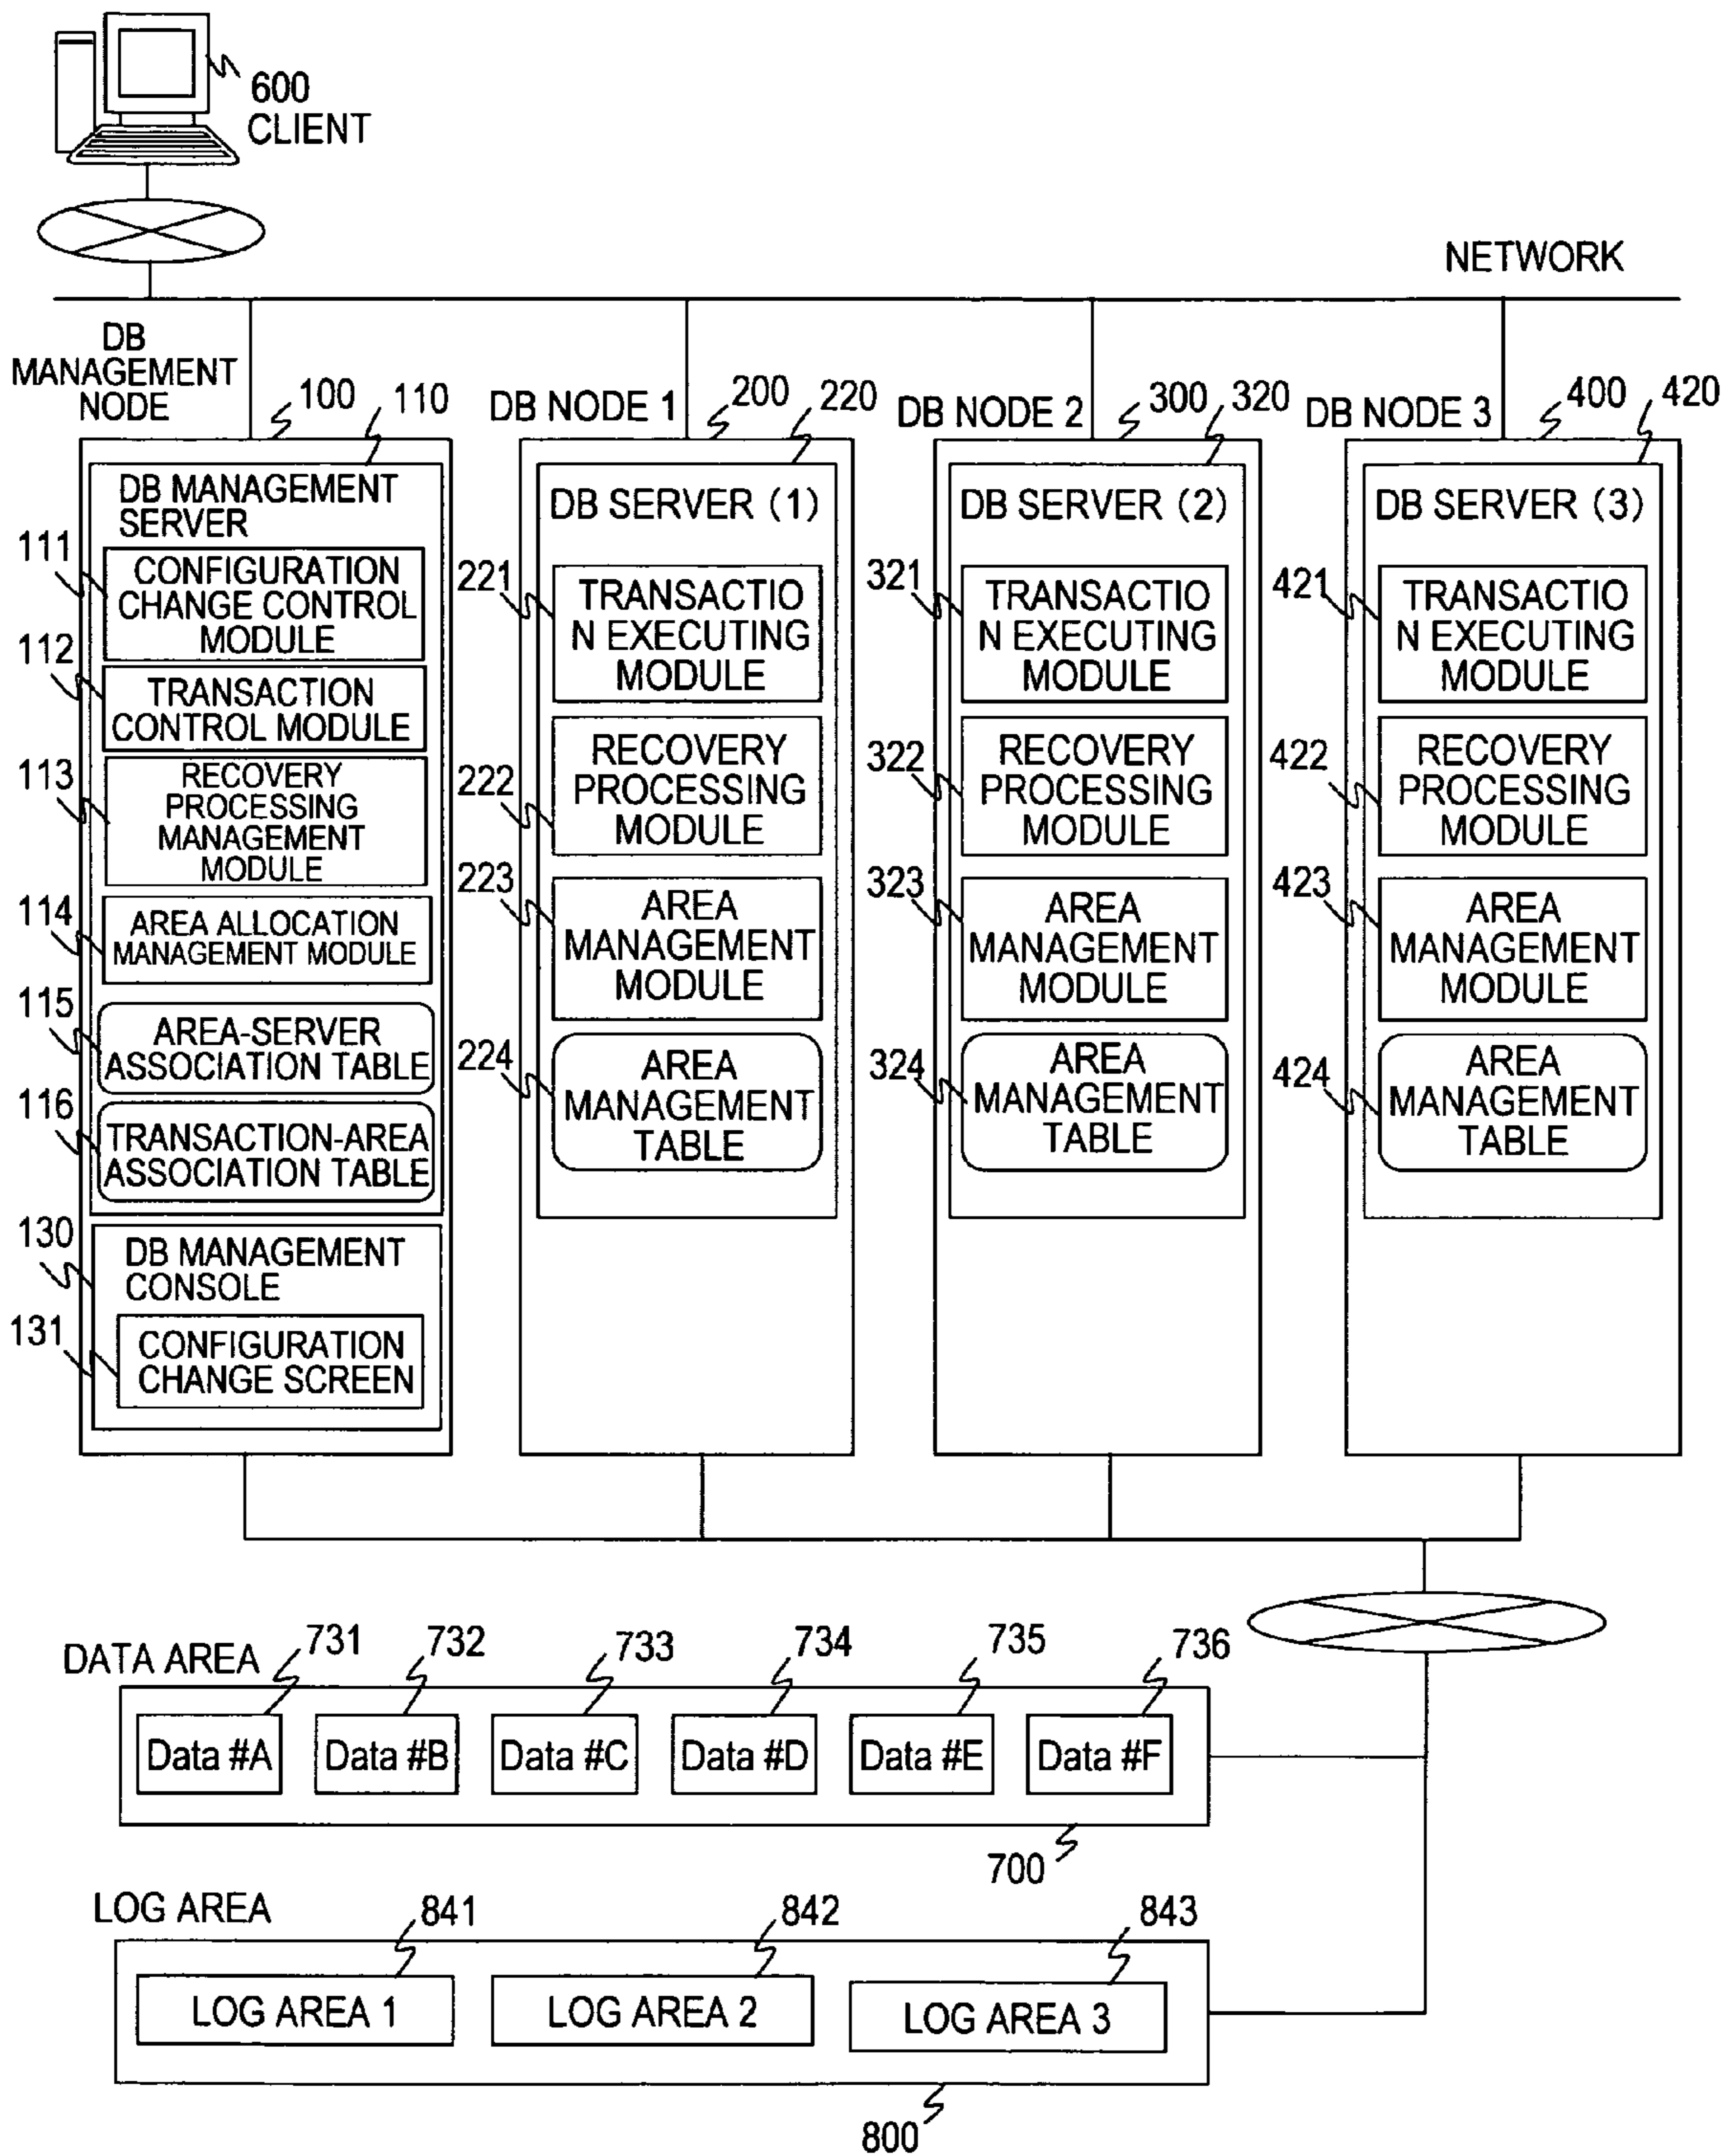 600
CLIENT
NETWORK
DB
MANAGEMENT
NODE
100
110
DB MANAGEMENT
SERVER
111
CONFIGURATION
CHANGE CONTROL
MODULE
112
TRANSACTION
CONTROL MODULE
113
RECOVERY
PROCESSING
MANAGEMENT
MODULE
114
AREA ALLOCATION
MANAGEMENT MODULE
115
AREA-SERVER
ASSOCIATION TABLE
116
TRANSACTION-AREA
ASSOCIATION TABLE
130
DB MANAGEMENT
CONSOLE
131
CONFIGURATION
CHANGE SCREEN
DB NODE 1
200
220
DB SERVER (1)
221
TRANSACTIO
N EXECUTING
MODULE
222
RECOVERY
PROCESSING
MODULE
223
AREA
MANAGEMENT
MODULE
224
AREA
MANAGEMENT
TABLE
DB NODE 2
300
320
DB SERVER (2)
321
TRANSACTIO
N EXECUTING
MODULE
322
RECOVERY
PROCESSING
MODULE
323
AREA
MANAGEMENT
MODULE
324
AREA
MANAGEMENT
TABLE
DB NODE 3
400
420
DB SERVER (3)
421
TRANSACTIO
N EXECUTING
MODULE
422
RECOVERY
PROCESSING
MODULE
423
AREA
MANAGEMENT
MODULE
424
AREA
MANAGEMENT
TABLE
DATA AREA
731
732
733
734
735
736
Data #A
Data #B
Data #C
Data #D
Data #E
Data #F
700
LOG AREA
841
842
843
LOG AREA 1
LOG AREA 2
LOG AREA 3
800